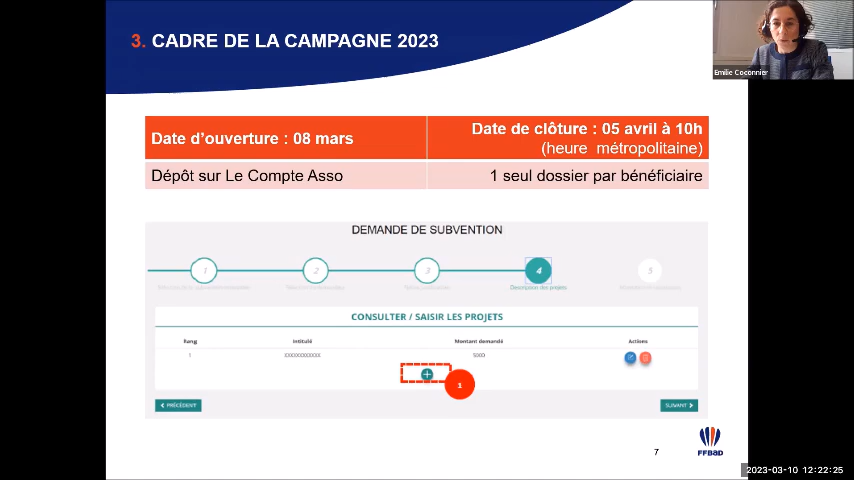 3. CADRE DE LA CAMPAGNE 2023
Emilie Coconnier
Date d'ouverture : 08 mars
Date de clôture : 05 avril à 10h
(heure métropolitaine)
Dépôt sur Le Compte Asso
1 seul dossier par bénéficiaire
DEMANDE DE SUBVENTION
1 2 3 4 5
Description des projets
CONSULTER / SAISIR LES PROJETS
Rang Intitulé Montant demandé Actions
1
+
1
PRÉCÉDENT
SUIVANT
7
FFBaD
2023-03-10 12:22:25